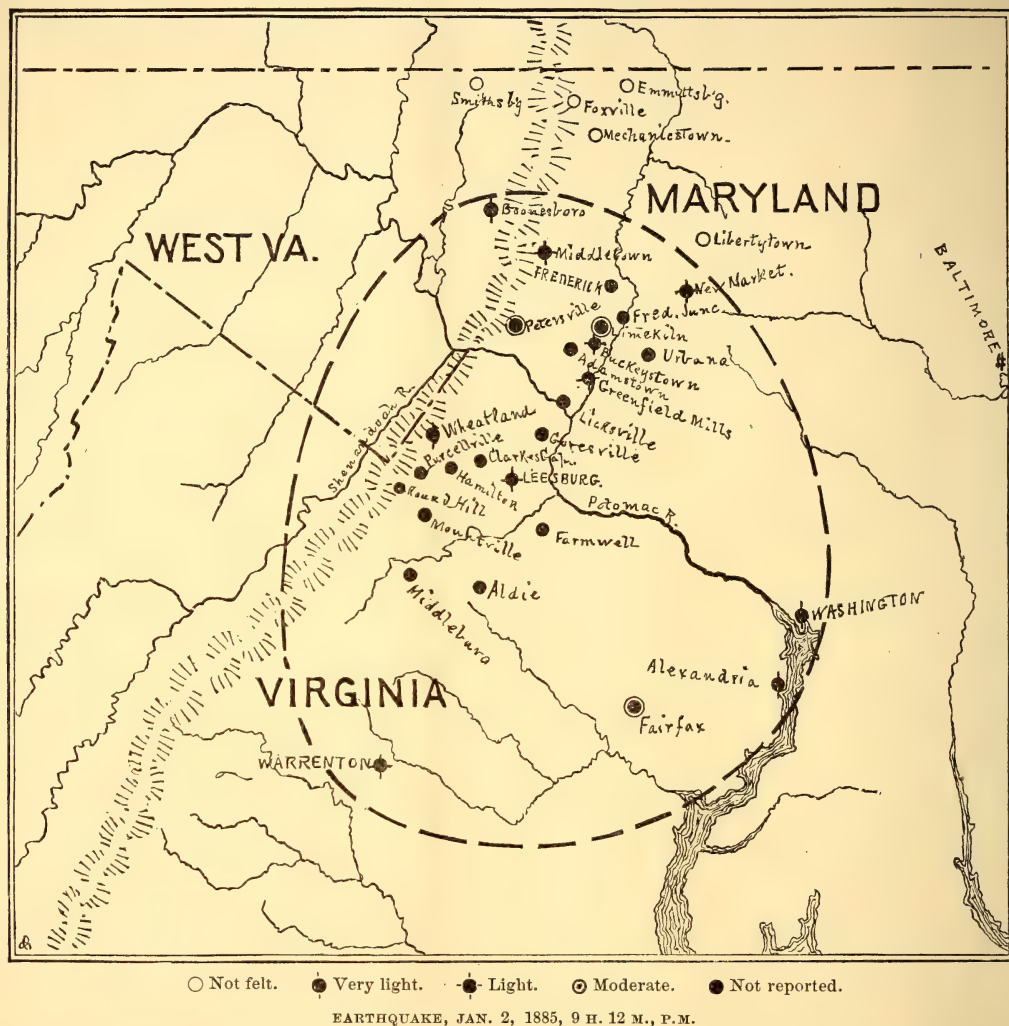 Smithsb'g
Emmittsb'g.
Foxville
Mechanicstown.
MARYLAND
Boonesboro
WEST VA.
Libertytown
Middletown
BALTIMORE
FREDERICK
New Market.
Petersville
Fred. Junc.
Limekiln
Buckeystown
Urbana
Adamstown
Greenfield Mills
Shenandoah R.
Licksville
Wheatland
Goresville
Purcellville
Clarkes Gap.
Hamilton
LEESBURG.
Round Hill
Potomac R.
Mountville
Farmwell
Middleburg
Aldie
WASHINGTON
Alexandria
VIRGINIA
Fairfax
WARRENTON
Not felt. Very light. Light. Moderate. Not reported.
EARTHQUAKE, JAN. 2, 1885, 9 H. 12 M., P.M.